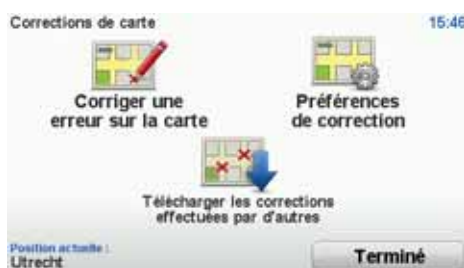 Corrections de carte
15:46
Corriger une
erreur sur la carte
Préférences
de correction
Télécharger les corrections
effectuées par d'autres
Position actuelle :
Utrecht
Terminé